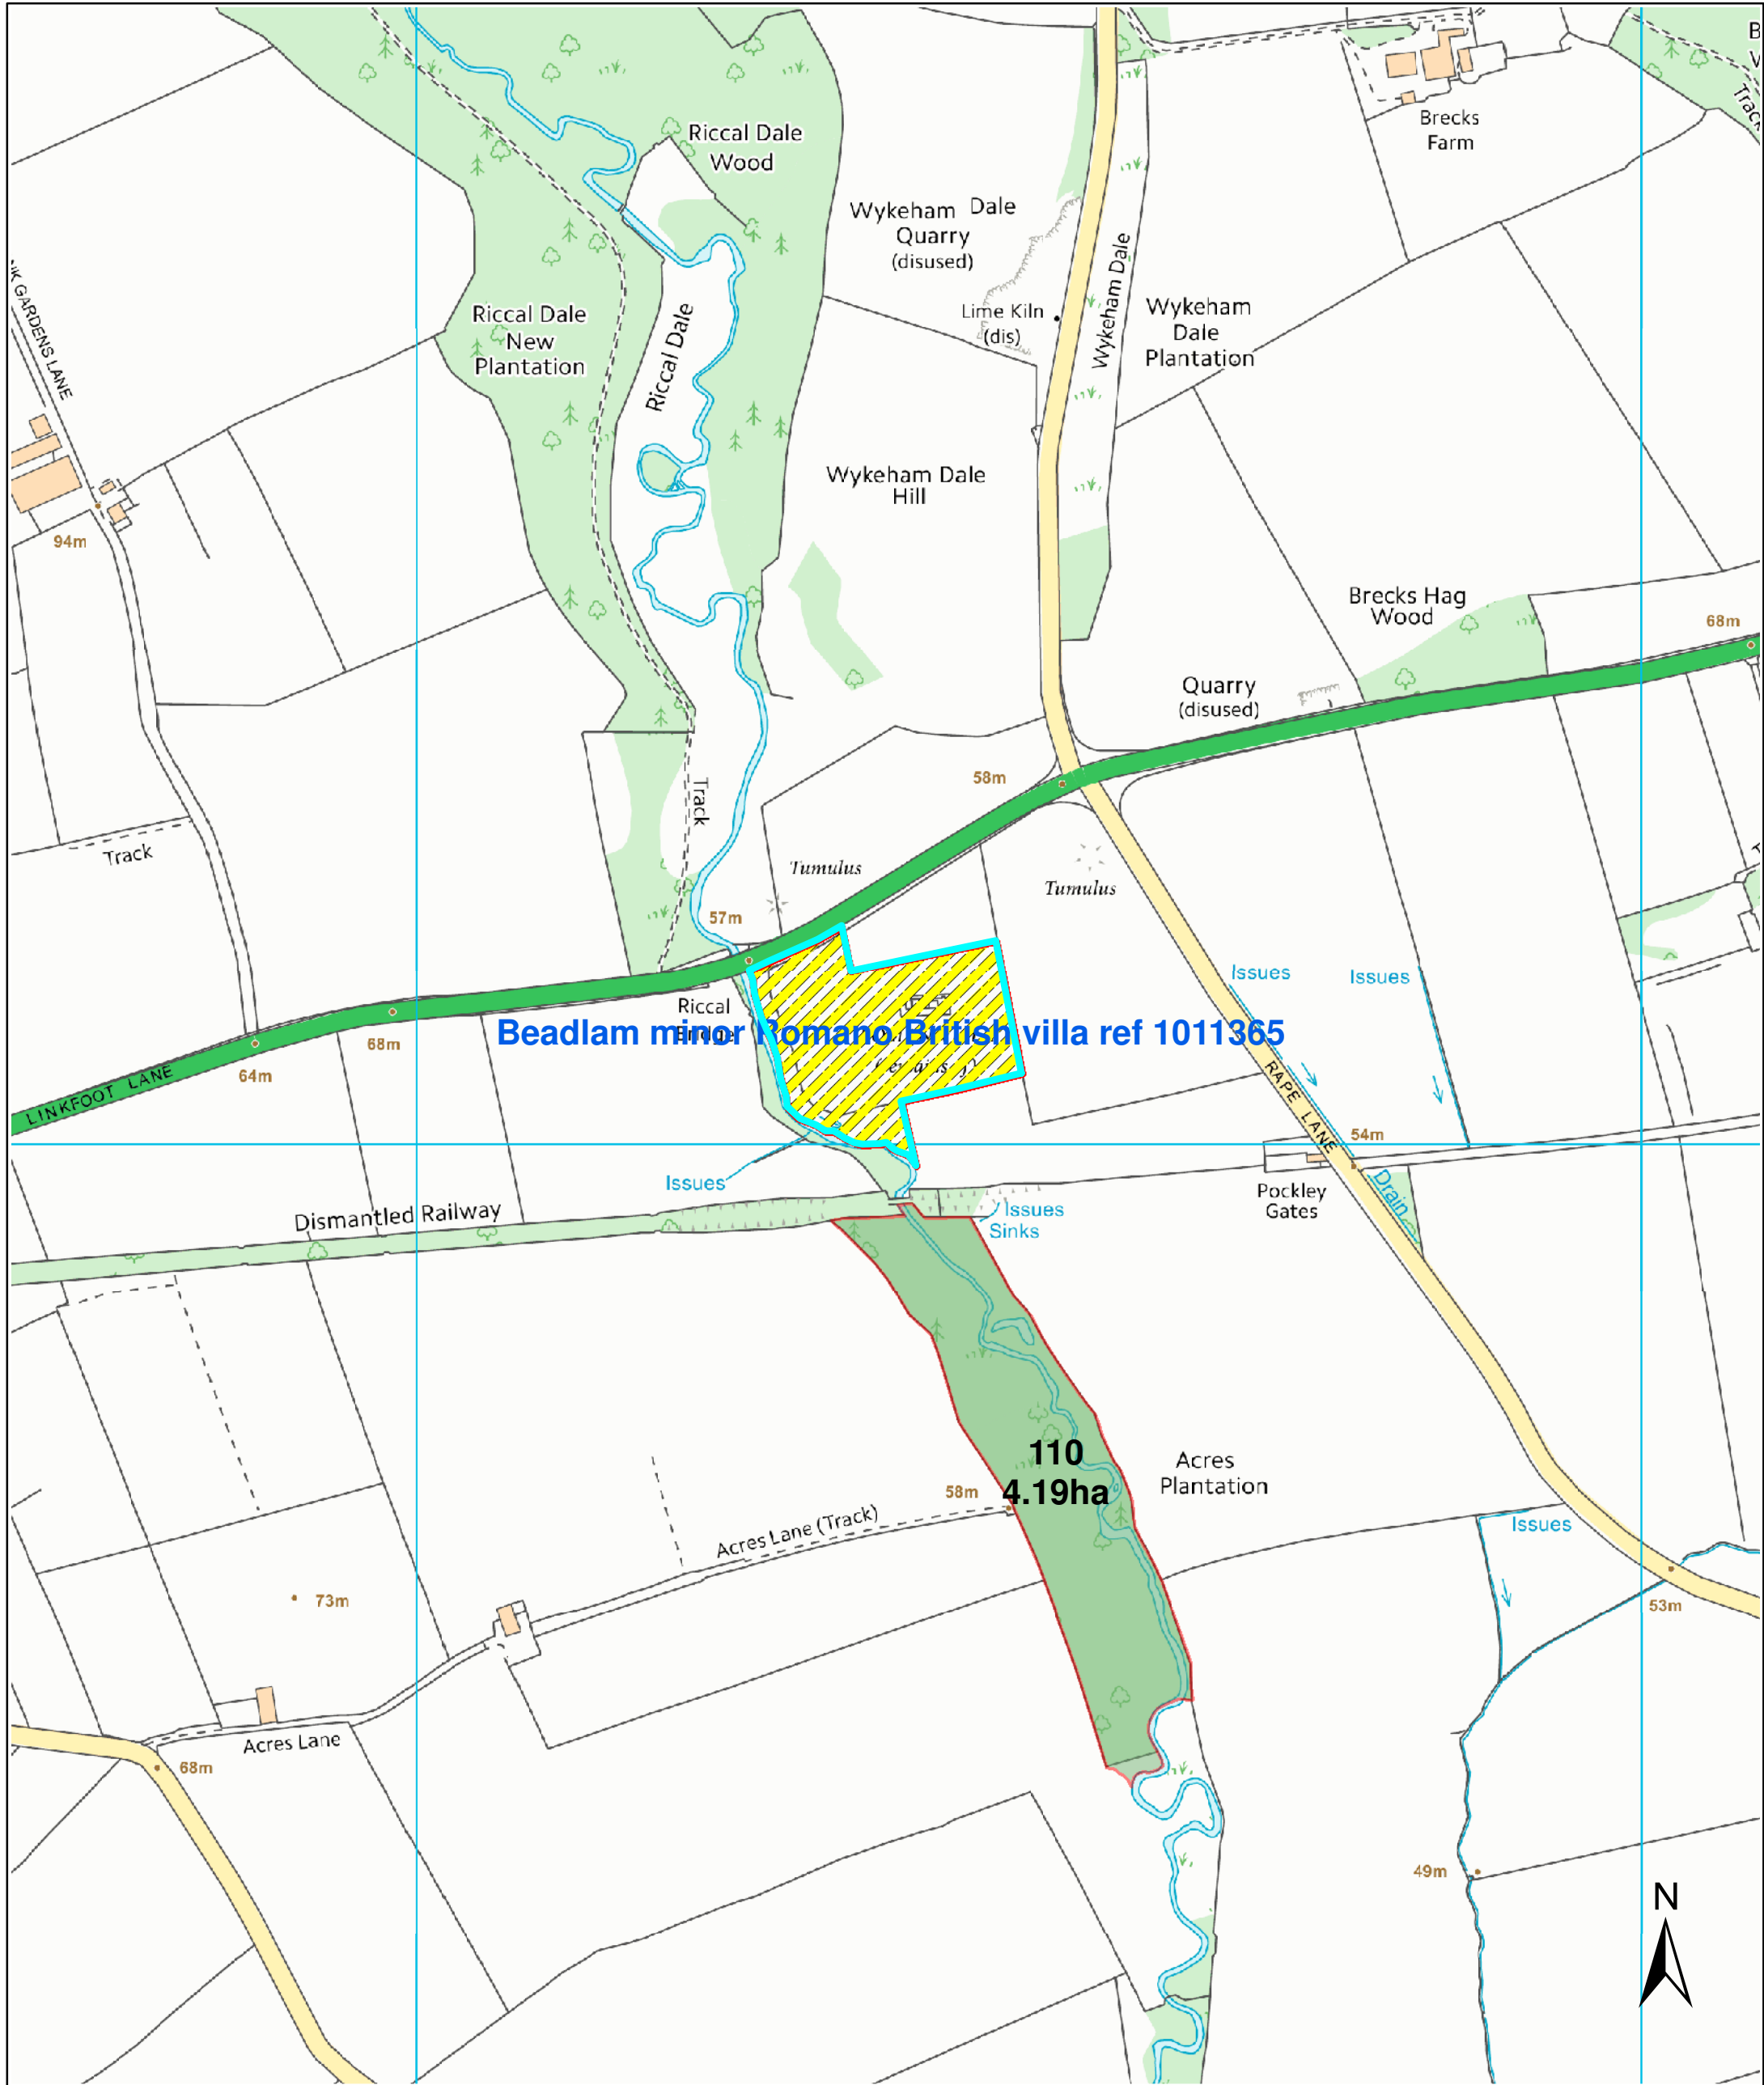 Riccal Dale
Wood
Brecks
Farm
Track
Wykeham Dale
Quarry
(disused)
Lime Kiln
(dis)
Wykeham Dale
Wykeham
Dale
Plantation
K GARDENS LANE
Riccal Dale
New
Plantation
Riccal Dale
Wykeham Dale
Hill
94m
Brecks Hag
Wood
68m
Quarry
(disused)
58m
Track
Track
Tumulus
Tumulus
57m
Issues
Issues
Riccal
Beadlam minor Romano British villa ref 1011365
68m
64m
LINKFOOT LANE
RAPE LANE
54m
Issues
Pockley
Gates
Drain
Dismantled Railway
Issues
Sinks
110
4.19ha
Acres
Plantation
58m
Acres Lane (Track)
Issues
73m
53m
Acres Lane
68m
49m
N